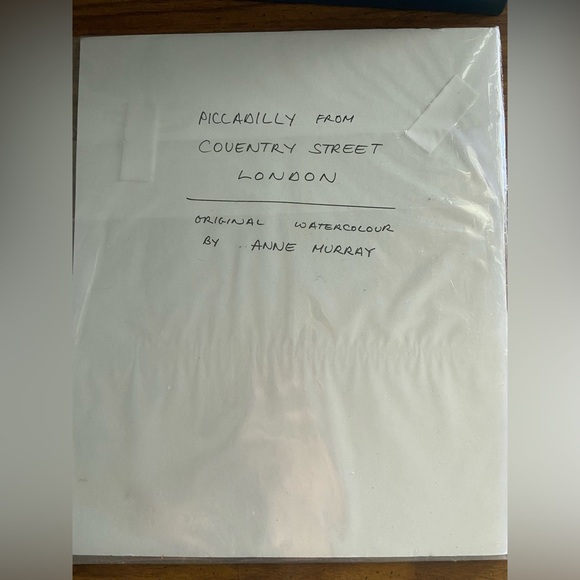 PICCADILLY FROM
COVENTRY STREET
LONDON
ORIGINAL WATERCOLOUR
BY ANNE MURRAY